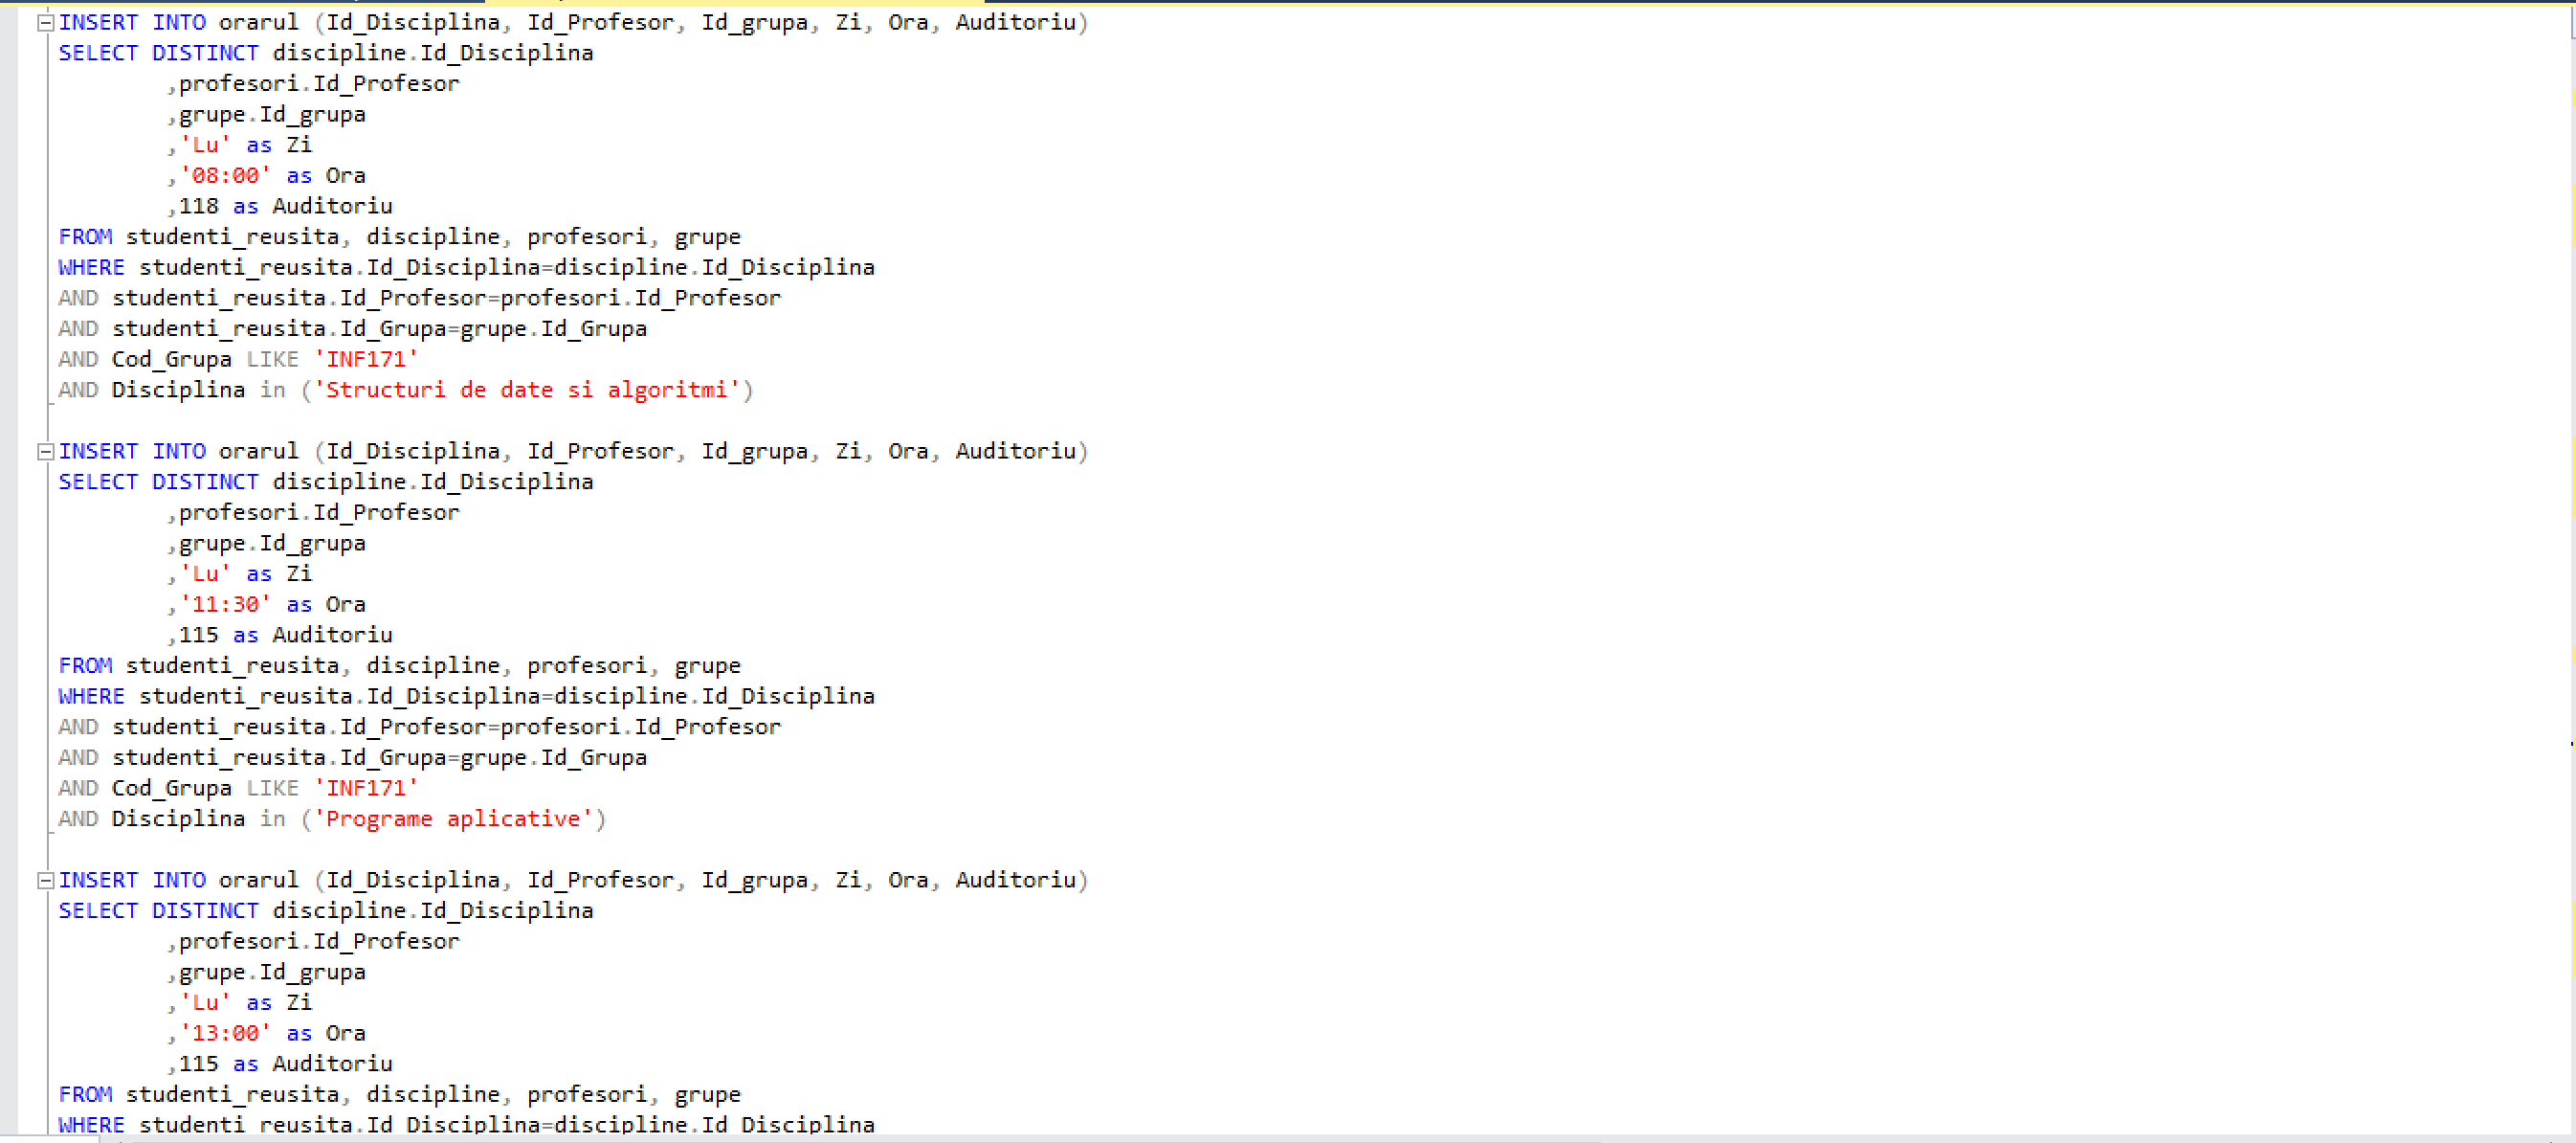 INSERT INTO orarul (Id_Disciplina, Id_Profesor, Id_grupa, Zi, Ora, Auditoriu)
SELECT DISTINCT discipline.Id_Disciplina
,profesori.Id_Profesor
,grupe.Id_grupa
,'Lu' as Zi
,'08:00' as Ora
,118 as Auditoriu
FROM studenti_reusita, discipline, profesori, grupe
WHERE studenti_reusita.Id_Disciplina=discipline.Id_Disciplina
AND studenti_reusita.Id_Profesor=profesori.Id_Profesor
AND studenti_reusita.Id_Grupa=grupe.Id_Grupa
AND Cod_Grupa LIKE 'INF171'
AND Disciplina in ('Structuri de date si algoritmi')
INSERT INTO orarul (Id_Disciplina, Id_Profesor, Id_grupa, Zi, Ora, Auditoriu)
SELECT DISTINCT discipline.Id_Disciplina
,profesori.Id_Profesor
,grupe.Id_grupa
,'Lu' as Zi
,'11:30' as Ora
,115 as Auditoriu
FROM studenti_reusita, discipline, profesori, grupe
WHERE studenti_reusita.Id_Disciplina=discipline.Id_Disciplina
AND studenti_reusita.Id_Profesor=profesori.Id_Profesor
AND studenti_reusita.Id_Grupa=grupe.Id_Grupa
AND Cod_Grupa LIKE 'INF171'
AND Disciplina in ('Programe aplicative')
INSERT INTO orarul (Id_Disciplina, Id_Profesor, Id_grupa, Zi, Ora, Auditoriu)
SELECT DISTINCT discipline.Id_Disciplina
,profesori.Id_Profesor
,grupe.Id_grupa
,'Lu' as Zi
,'13:00' as Ora
,115 as Auditoriu
FROM studenti_reusita, discipline, profesori, grupe
WHERE studenti_reusita.Id_Disciplina=discipline.Id_Disciplina